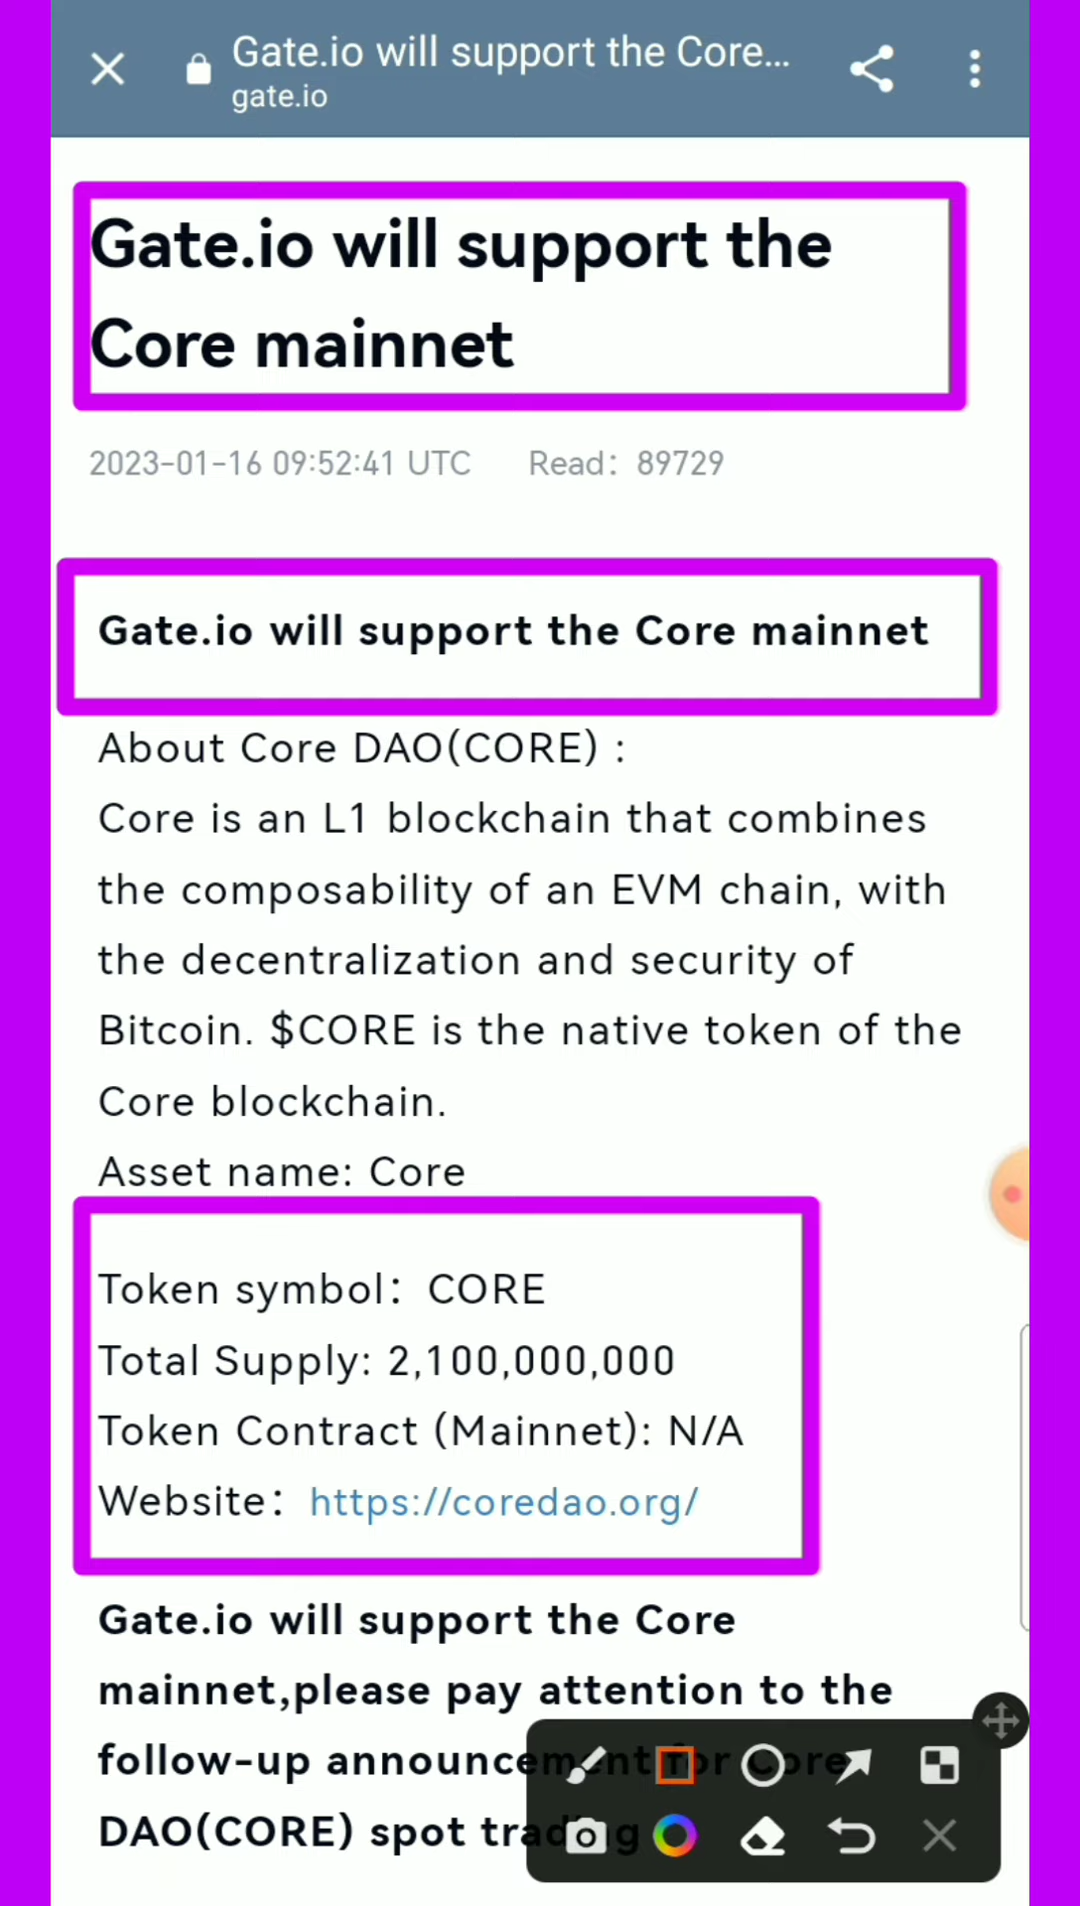 Gate.io will support the Core...
gate.io
Gate.io will support the
Core mainnet
2023-01-16 09:52:41 UTC Read: 89729
Gate.io will support the Core mainnet
About Core DAO(CORE) :
Core is an L1 blockchain that combines
the composability of an EVM chain, with
the decentralization and security of
Bitcoin. $CORE is the native token of the
Core blockchain.
Asset name: Core
Token symbol: CORE
Total Supply: 2,100,000,000
Token Contract (Mainnet): N/A
Website: https://coredao.org/
Gate.io will support the Core
mainnet,please pay attention to the
follow-up announcement for Core
DAO(CORE) spot trading